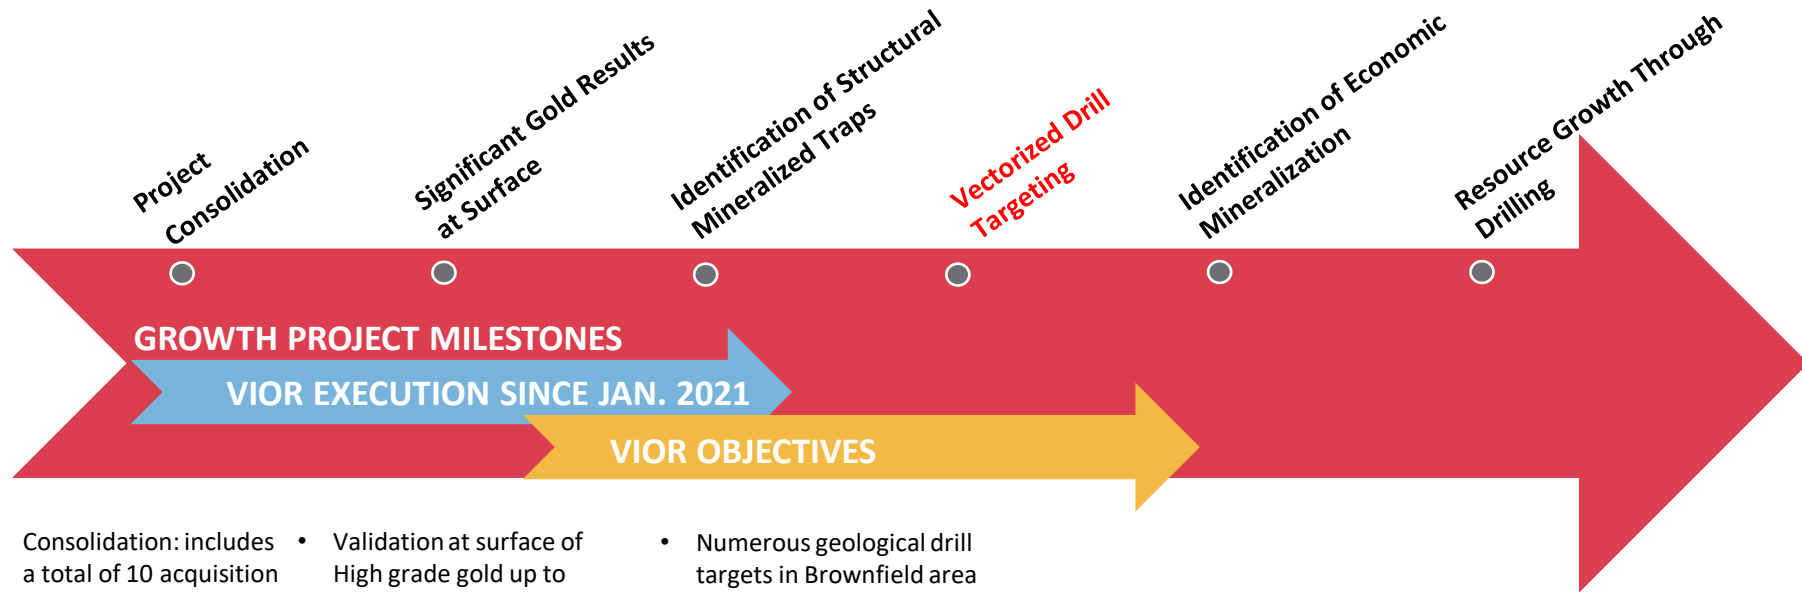 Project
Consolidation
Significant Gold Results
at Surface
Identification of Structural
Mineralized Traps
Vectorized Drill
Targeting
Identification of Economic
Mineralization
Resource Growth Through
Drilling
GROWTH PROJECT MILESTONES
VIOR EXECUTION SINCE JAN. 2021
VIOR OBJECTIVES
Consolidation: includes
a total of 10 acquisition
• Validation at surface of
High grade gold up to
• Numerous geological drill
targets in Brownfield area